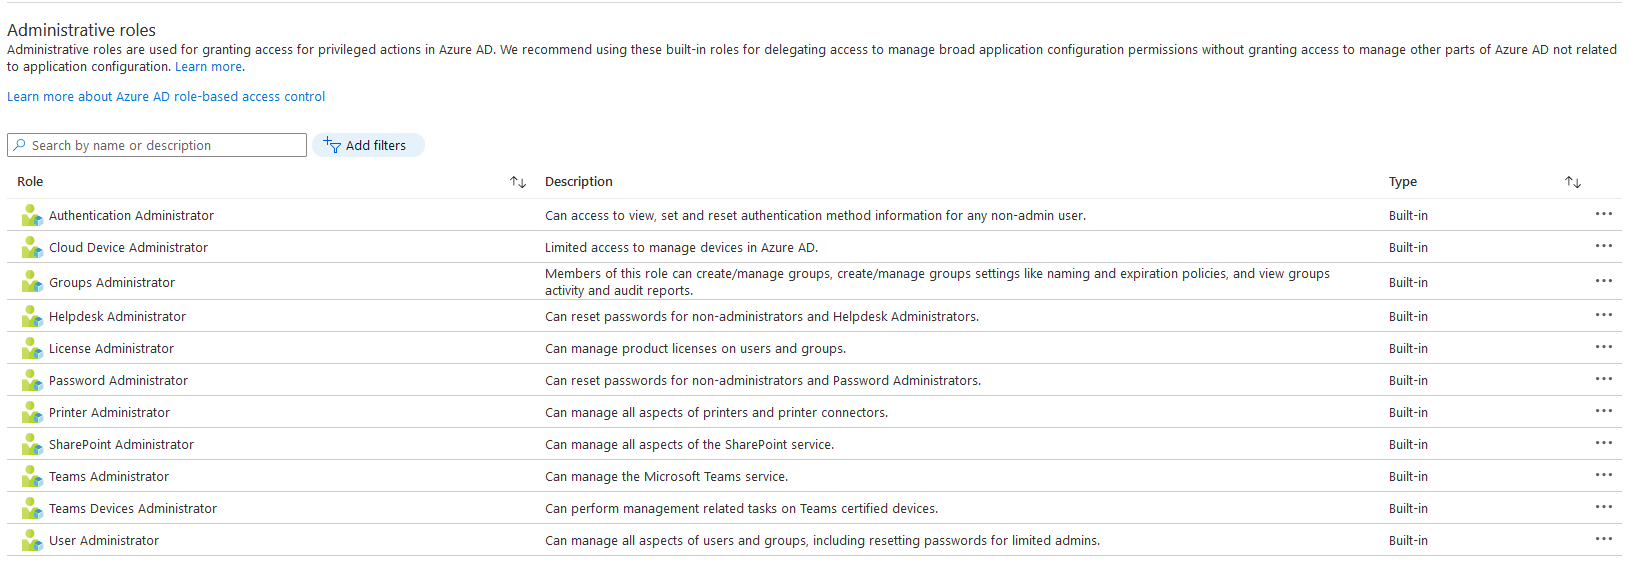 Administrative roles
Administrative roles are used for granting access for privileged actions in Azure AD. We recommend using these built-in roles for delegating access to manage broad application configuration permissions without granting access to manage other parts of Azure AD not related
to application configuration. Learn more.
Learn more about Azure AD role-based access control
Search by name or description Add filters
Role Description Type
Authentication Administrator Can access to view, set and reset authentication method information for any non-admin user. Built-in
Cloud Device Administrator Limited access to manage devices in Azure AD. Built-in
Groups Administrator Members of this role can create/manage groups, create/manage groups settings like naming and expiration policies, and view groups
activity and audit reports. Built-in
Helpdesk Administrator Can reset passwords for non-administrators and Helpdesk Administrators. Built-in
License Administrator Can manage product licenses on users and groups. Built-in
Password Administrator Can reset passwords for non-administrators and Password Administrators. Built-in
Printer Administrator Can manage all aspects of printers and printer connectors. Built-in
SharePoint Administrator Can manage all aspects of the SharePoint service. Built-in
Teams Administrator Can manage the Microsoft Teams service. Built-in
Teams Devices Administrator Can perform management related tasks on Teams certified devices. Built-in
User Administrator Can manage all aspects of users and groups, including resetting passwords for limited admins. Built-in